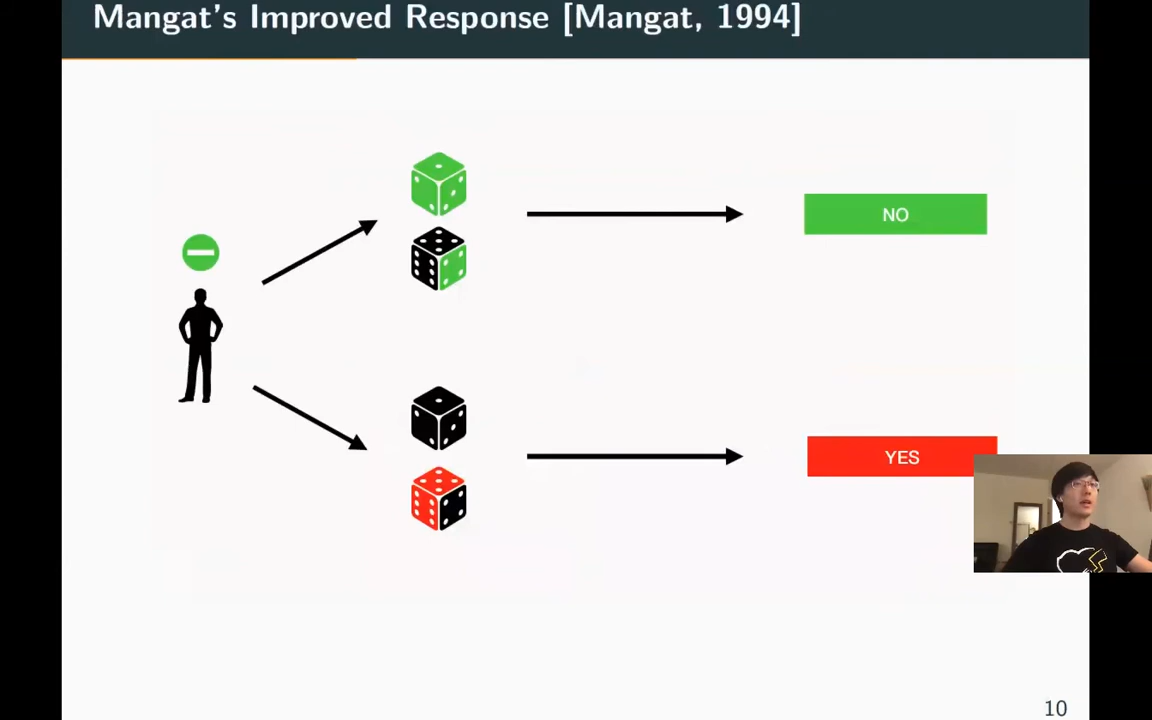 Mangat's Improved Response [Mangat, 1994]
NO
YES
10